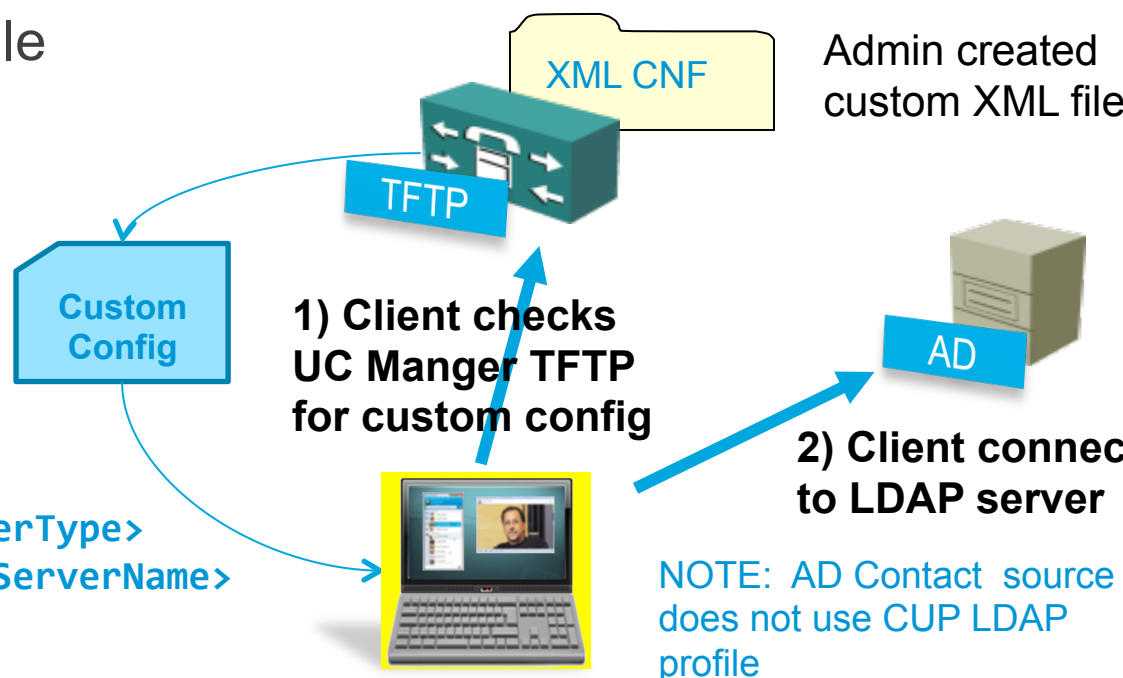 le
XML CNF
Admin created
custom XML file
TFTP
Custom
Config
1) Client checks
UC Manger TFTP
for custom config
AD
2) Client connec
to LDAP server
erType>
ServerName>
NOTE: AD Contact source
does not use CUP LDAP
profile